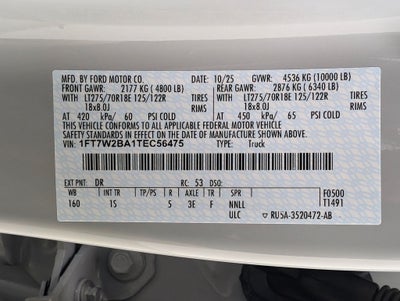 MFD. BY FORD MOTOR CO. 10/25 GVWR: 4536 KG (10000 LB)
FRONT GAWR: 2177 KG ( 4800 LB) REAR GAWR: 2876 KG ( 6340 LB)
WITH LT275/70R18E 125/122R TIRES WITH LT275/70R18E 125/122R TIRES
18x8.0J RIMS 18x8.0J RIMS
AT 420 kPa/ 60 PSI COLD AT 450 kPa/ 65 PSI COLD
THIS VEHICLE CONFORMS TO ALL APPLICABLE FEDERAL MOTOR VEHICLE
SAFETY STANDARDS IN EFFECT ON THE DATE OF MANUFACTURE SHOWN ABOVE.
VIN: 1FT7W2BA1TEC56475 TYPE: Truck
EXT PNT: DR RC: 53 DSO:
WB INT TR TP/PS R AXLE TR SPR F0500
160 1S 5 3E F NNLL T1491
ULC RU5A-3520472-AB